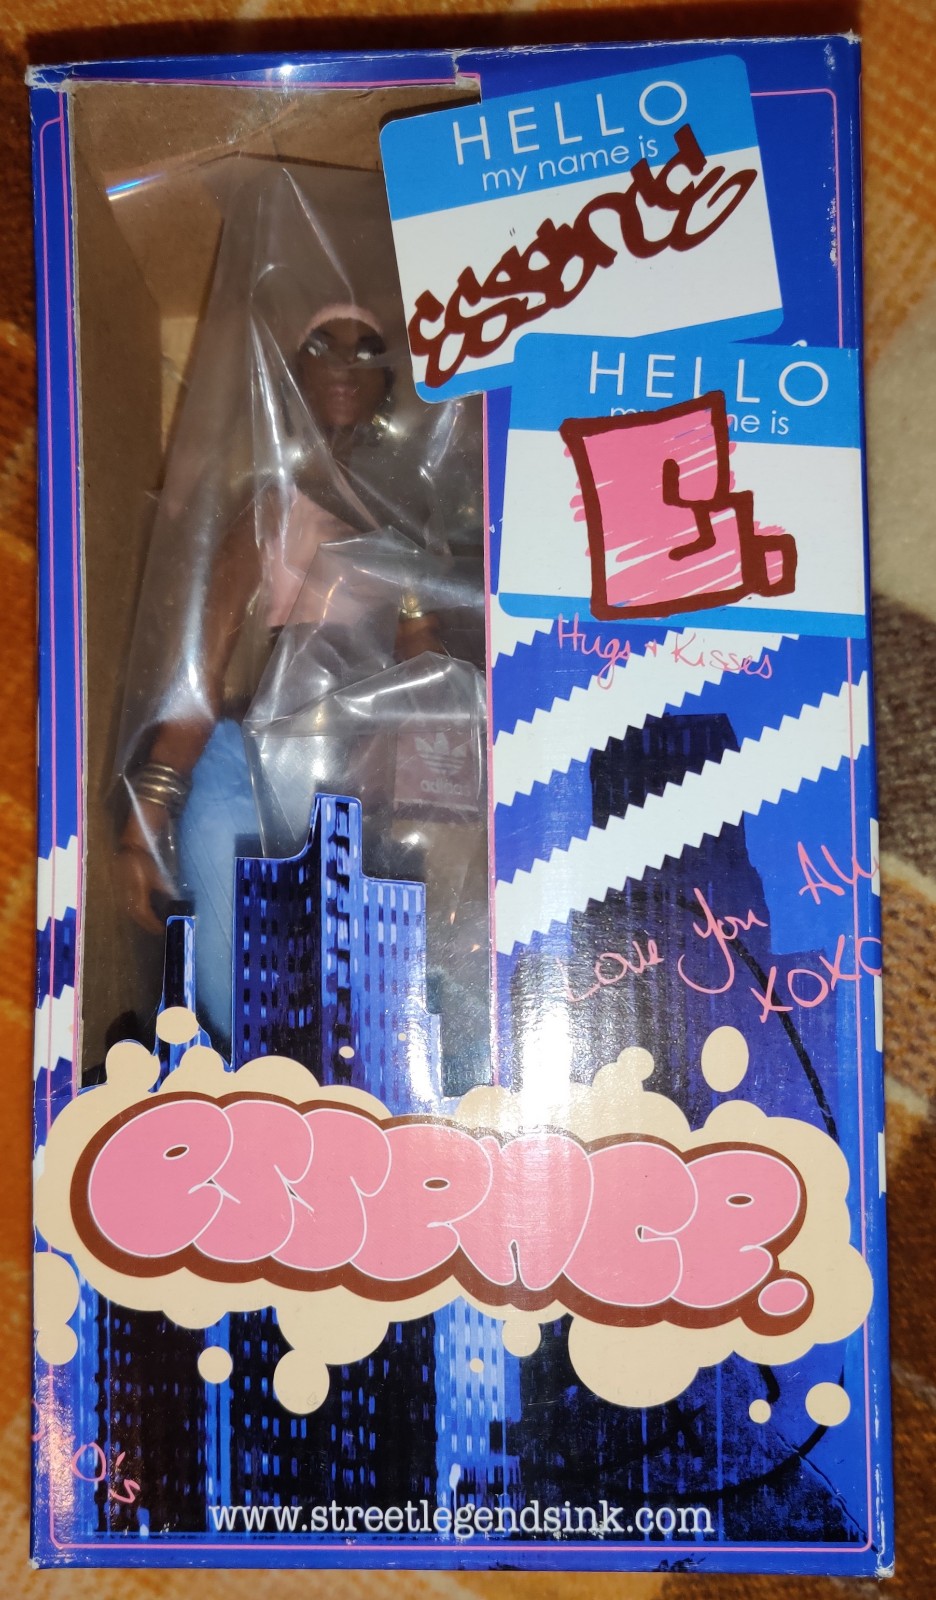 HELLO
my name is
Essence
HELLO
my name is
E.
Hugs + Kisses
adidas
Love You All
XOXO
essence.
O's
www.streetlegendsink.com